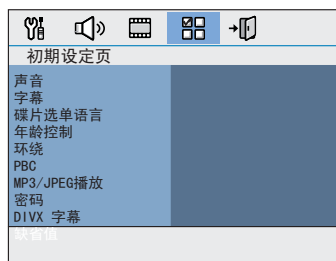 初期设定页
声音
字幕
碟片选单语言
年龄控制
环绕
PBC
MP3/JPEG播放
密码
DIVX 字幕
缺省值